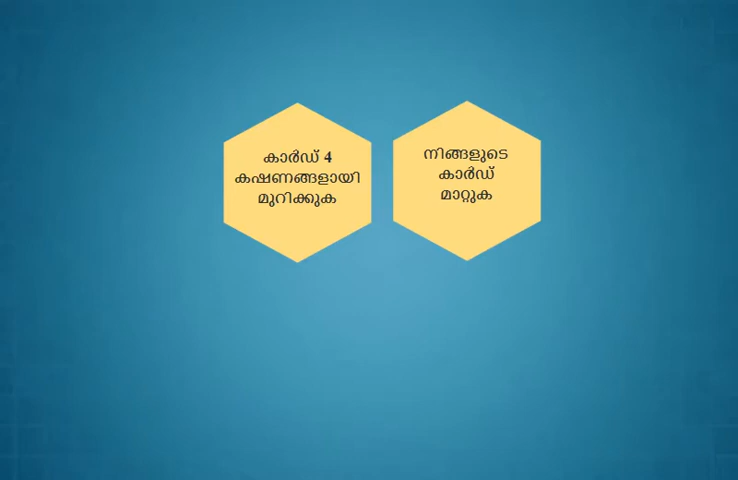 കാർഡ് 4
കഷണങ്ങളായി
മുറിക്കുക
നിങ്ങളുടെ
കാർഡ്
മാറ്റുക